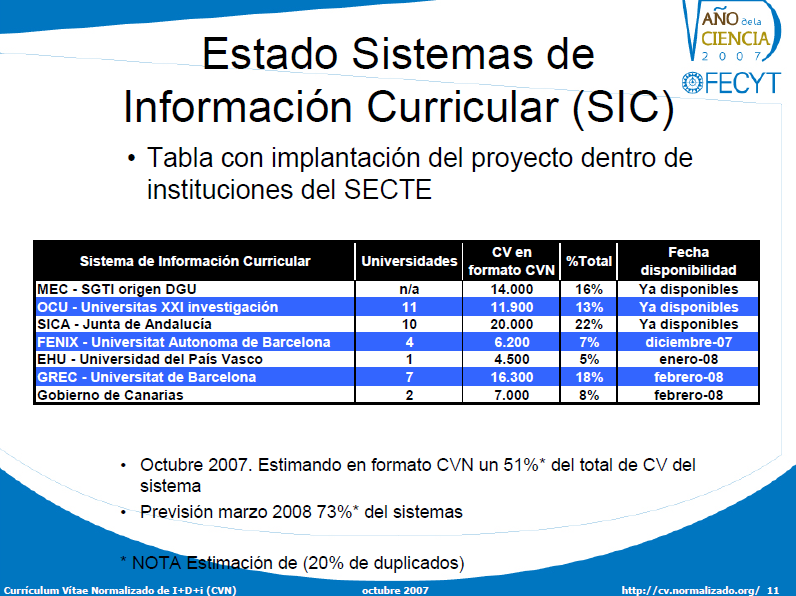 AÑO de la
CIENCIA
2007
FECYT
Estado Sistemas de
Información Curricular (SIC)
• Tabla con implantación del proyecto dentro de
instituciones del SECTE
Sistema de Información Curricular Universidades CV en formato CVN %Total Fecha disponibilidad
MEC - SGTI origen DGU n/a 14.000 16% Ya disponibles
OCU - Universitas XXI investigación 11 11.900 13% Ya disponibles
SICA - Junta de Andalucía 10 20.000 22% Ya disponibles
FENIX - Universitat Autonoma de Barcelona 4 6.200 7% diciembre-07
EHU - Universidad del País Vasco 1 4.500 5% enero-08
GREC - Universitat de Barcelona 7 16.300 18% febrero-08
Gobierno de Canarias 2 7.000 8% febrero-08
• Octubre 2007. Estimando en formato CVN un 51%* del total de CV del
sistema
• Previsión marzo 2008 73%* del sistemas
* NOTA Estimación de (20% de duplicados)
Currículum Vítae Normalizado de I+D+i (CVN) octubre 2007 http://cv.normalizado.org/ 11